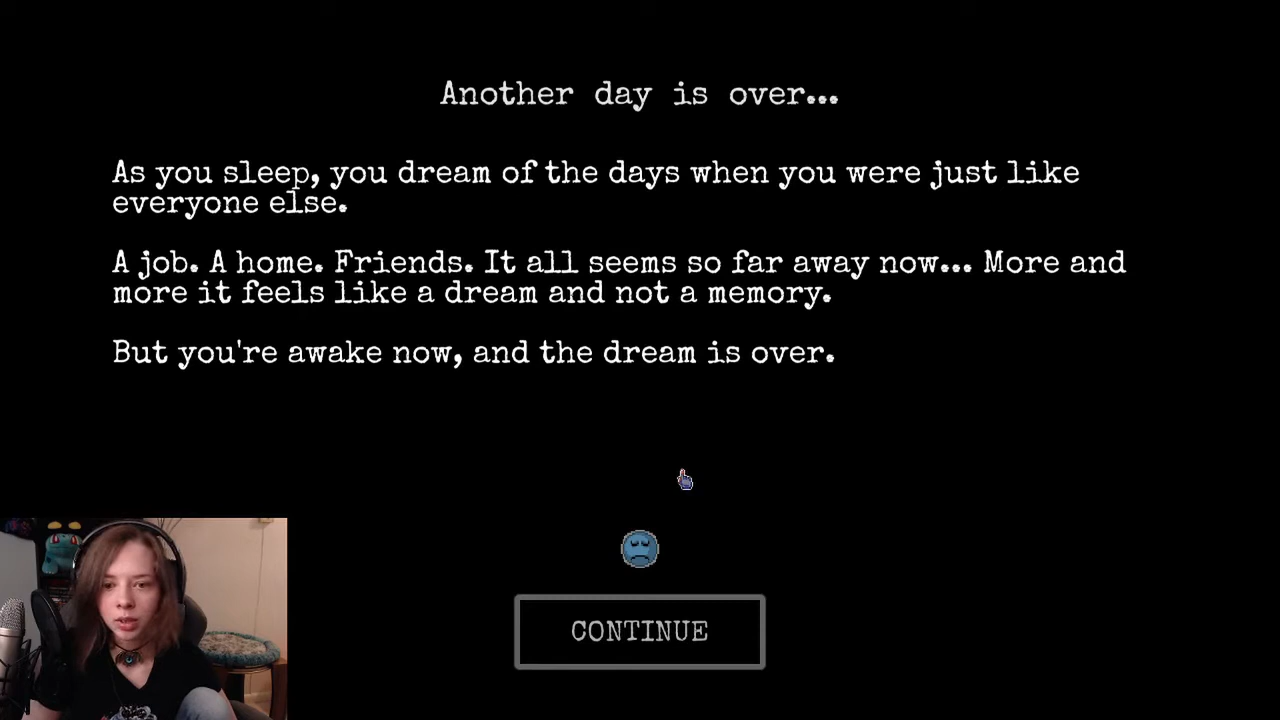 Another day is over...
As you sleep, you dream of the days when you were just like
everyone else.
A job. A home. Friends. It all seems so far away now... More and
more it feels like a dream and not a memory.
But you're awake now, and the dream is over.
CONTINUE